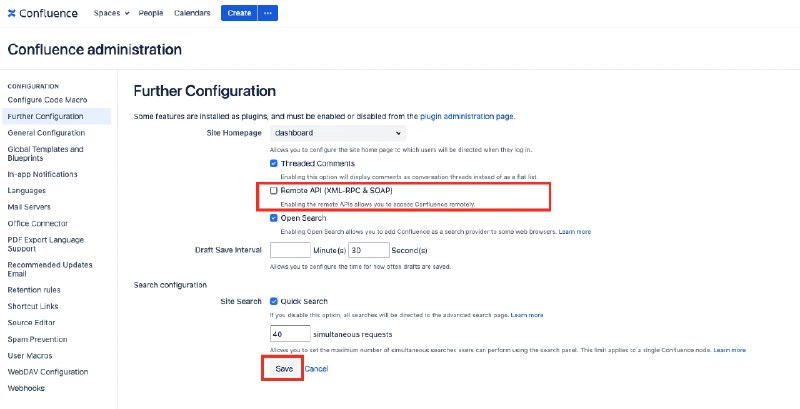 Confluence Spaces People Calendars Create ···
Confluence administration
CONFIGURATION
Configure Code Macro
Further Configuration
General Configuration
Global Templates and
Blueprints
In-app Notifications
Languages
Mail Servers
Office Connector
PDF Export Language
Support
Recommended Updates
Email
Retention rules
Shortcut Links
Source Editor
Spam Prevention
User Macros
WebDAV Configuration
Webhooks
Further Configuration
Some features are installed as plugins, and must be enabled or disabled from the plugin administration page.
Site Homepage dashboard
Allows you to configure the site home page to which users will be directed when they log in.
Threaded Comments
Enabling this option will display comments as conversation threads instead of as a flat list.
Remote API (XML-RPC & SOAP)
Enabling the remote APIs allows you to access Confluence remotely.
Open Search
Enabling Open Search allows you to add Confluence as a search provider to some web browsers. Learn more
Draft Save Interval Minute(s) 30 Second(s)
Allows you to configure the time for how often drafts are saved.
Search configuration
Site Search Quick Search
If you disable this option, all searches will be directed to the advanced search page. Learn more
40 simultaneous requests
Allows you to set the maximum number of simultaneous searches users can perform using the search panel. This limit applies to a single Confluence node. Learn more
Save Cancel